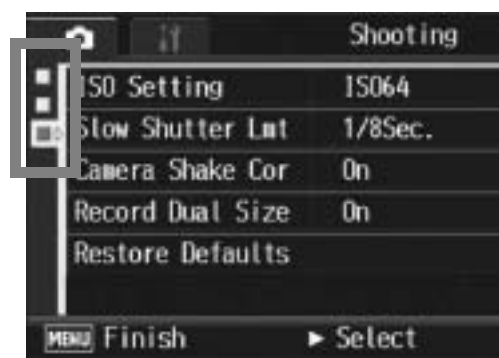 Shooting
ISO Setting ISO64
Slow Shutter Lmt 1/8Sec.
Camera Shake Cor On
Record Dual Size On
Restore Defaults
MENU Finish ► Select